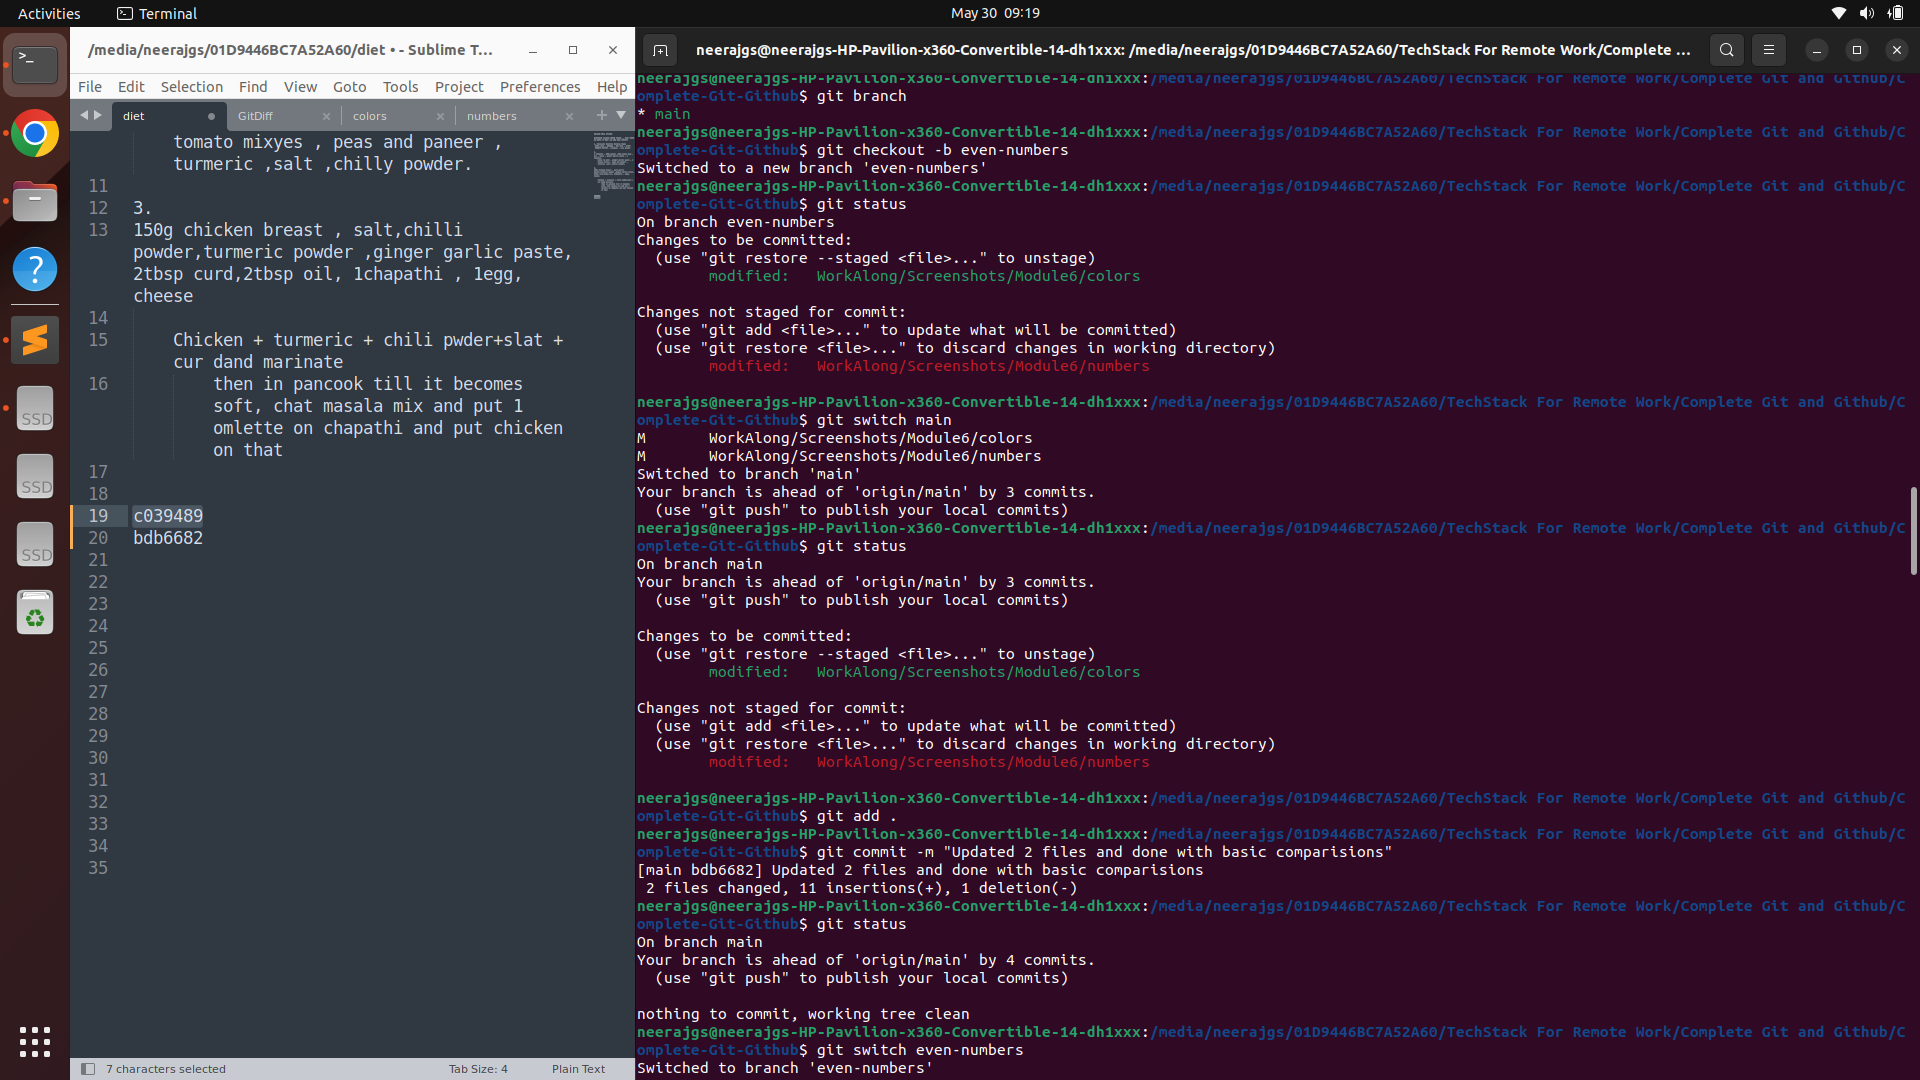 Activities
Terminal
May 30 09:19
/media/neerajgs/01D9446BC7A52A60/diet • - Sublime T...
File Edit Selection Find View Goto Tools Project Preferences Help
diet GitDiff colors numbers
tomato mixyes , peas and paneer ,
turmeric ,salt ,chilly powder.
11
12 3.
13 150g chicken breast , salt,chilli
powder,turmeric powder ,ginger garlic paste,
2tbsp curd,2tbsp oil, 1chapathi , 1egg,
cheese
14
15 Chicken + turmeric + chili pwder+slat +
cur dand marinate
16 then in pancook till it becomes
soft, chat masala mix and put 1
omlette on chapathi and put chicken
on that
17
18
19 c039489
20 bdb6682
21
22
23
24
25
26
27
28
29
30
31
32
33
34
35
7 characters selected Tab Size: 4 Plain Text
SSD
SSD
SSD
neerajgs@neerajgs-HP-Pavilion-x360-Convertible-14-dh1xxx: /media/neerajgs/01D9446BC7A52A60/TechStack For Remote Work/Complete ...
neerajgs@neerajgs-HP-Pavilion-x360-Convertible-14-dh1xxx:/media/neerajgs/01D9446BC7A52A60/TechStack For Remote Work/Complete Git and Github/C
omplete-Git-Github$ git branch
* main
neerajgs@neerajgs-HP-Pavilion-x360-Convertible-14-dh1xxx:/media/neerajgs/01D9446BC7A52A60/TechStack For Remote Work/Complete Git and Github/C
omplete-Git-Github$ git checkout -b even-numbers
Switched to a new branch 'even-numbers'
neerajgs@neerajgs-HP-Pavilion-x360-Convertible-14-dh1xxx:/media/neerajgs/01D9446BC7A52A60/TechStack For Remote Work/Complete Git and Github/C
omplete-Git-Github$ git status
On branch even-numbers
Changes to be committed:
(use "git restore --staged <file>..." to unstage)
modified: WorkAlong/Screenshots/Module6/colors
Changes not staged for commit:
(use "git add <file>..." to update what will be committed)
(use "git restore <file>..." to discard changes in working directory)
modified: WorkAlong/Screenshots/Module6/numbers
neerajgs@neerajgs-HP-Pavilion-x360-Convertible-14-dh1xxx:/media/neerajgs/01D9446BC7A52A60/TechStack For Remote Work/Complete Git and Github/C
omplete-Git-Github$ git switch main
M WorkAlong/Screenshots/Module6/colors
M WorkAlong/Screenshots/Module6/numbers
Switched to branch 'main'
Your branch is ahead of 'origin/main' by 3 commits.
(use "git push" to publish your local commits)
neerajgs@neerajgs-HP-Pavilion-x360-Convertible-14-dh1xxx:/media/neerajgs/01D9446BC7A52A60/TechStack For Remote Work/Complete Git and Github/C
omplete-Git-Github$ git status
On branch main
Your branch is ahead of 'origin/main' by 3 commits.
(use "git push" to publish your local commits)
Changes to be committed:
(use "git restore --staged <file>..." to unstage)
modified: WorkAlong/Screenshots/Module6/colors
Changes not staged for commit:
(use "git add <file>..." to update what will be committed)
(use "git restore <file>..." to discard changes in working directory)
modified: WorkAlong/Screenshots/Module6/numbers
neerajgs@neerajgs-HP-Pavilion-x360-Convertible-14-dh1xxx:/media/neerajgs/01D9446BC7A52A60/TechStack For Remote Work/Complete Git and Github/C
omplete-Git-Github$ git add .
neerajgs@neerajgs-HP-Pavilion-x360-Convertible-14-dh1xxx:/media/neerajgs/01D9446BC7A52A60/TechStack For Remote Work/Complete Git and Github/C
omplete-Git-Github$ git commit -m "Updated 2 files and done with basic comparisions"
[main bdb6682] Updated 2 files and done with basic comparisions
2 files changed, 11 insertions(+), 1 deletion(-)
neerajgs@neerajgs-HP-Pavilion-x360-Convertible-14-dh1xxx:/media/neerajgs/01D9446BC7A52A60/TechStack For Remote Work/Complete Git and Github/C
omplete-Git-Github$ git status
On branch main
Your branch is ahead of 'origin/main' by 4 commits.
(use "git push" to publish your local commits)
nothing to commit, working tree clean
neerajgs@neerajgs-HP-Pavilion-x360-Convertible-14-dh1xxx:/media/neerajgs/01D9446BC7A52A60/TechStack For Remote Work/Complete Git and Github/C
omplete-Git-Github$ git switch even-numbers
Switched to branch 'even-numbers'